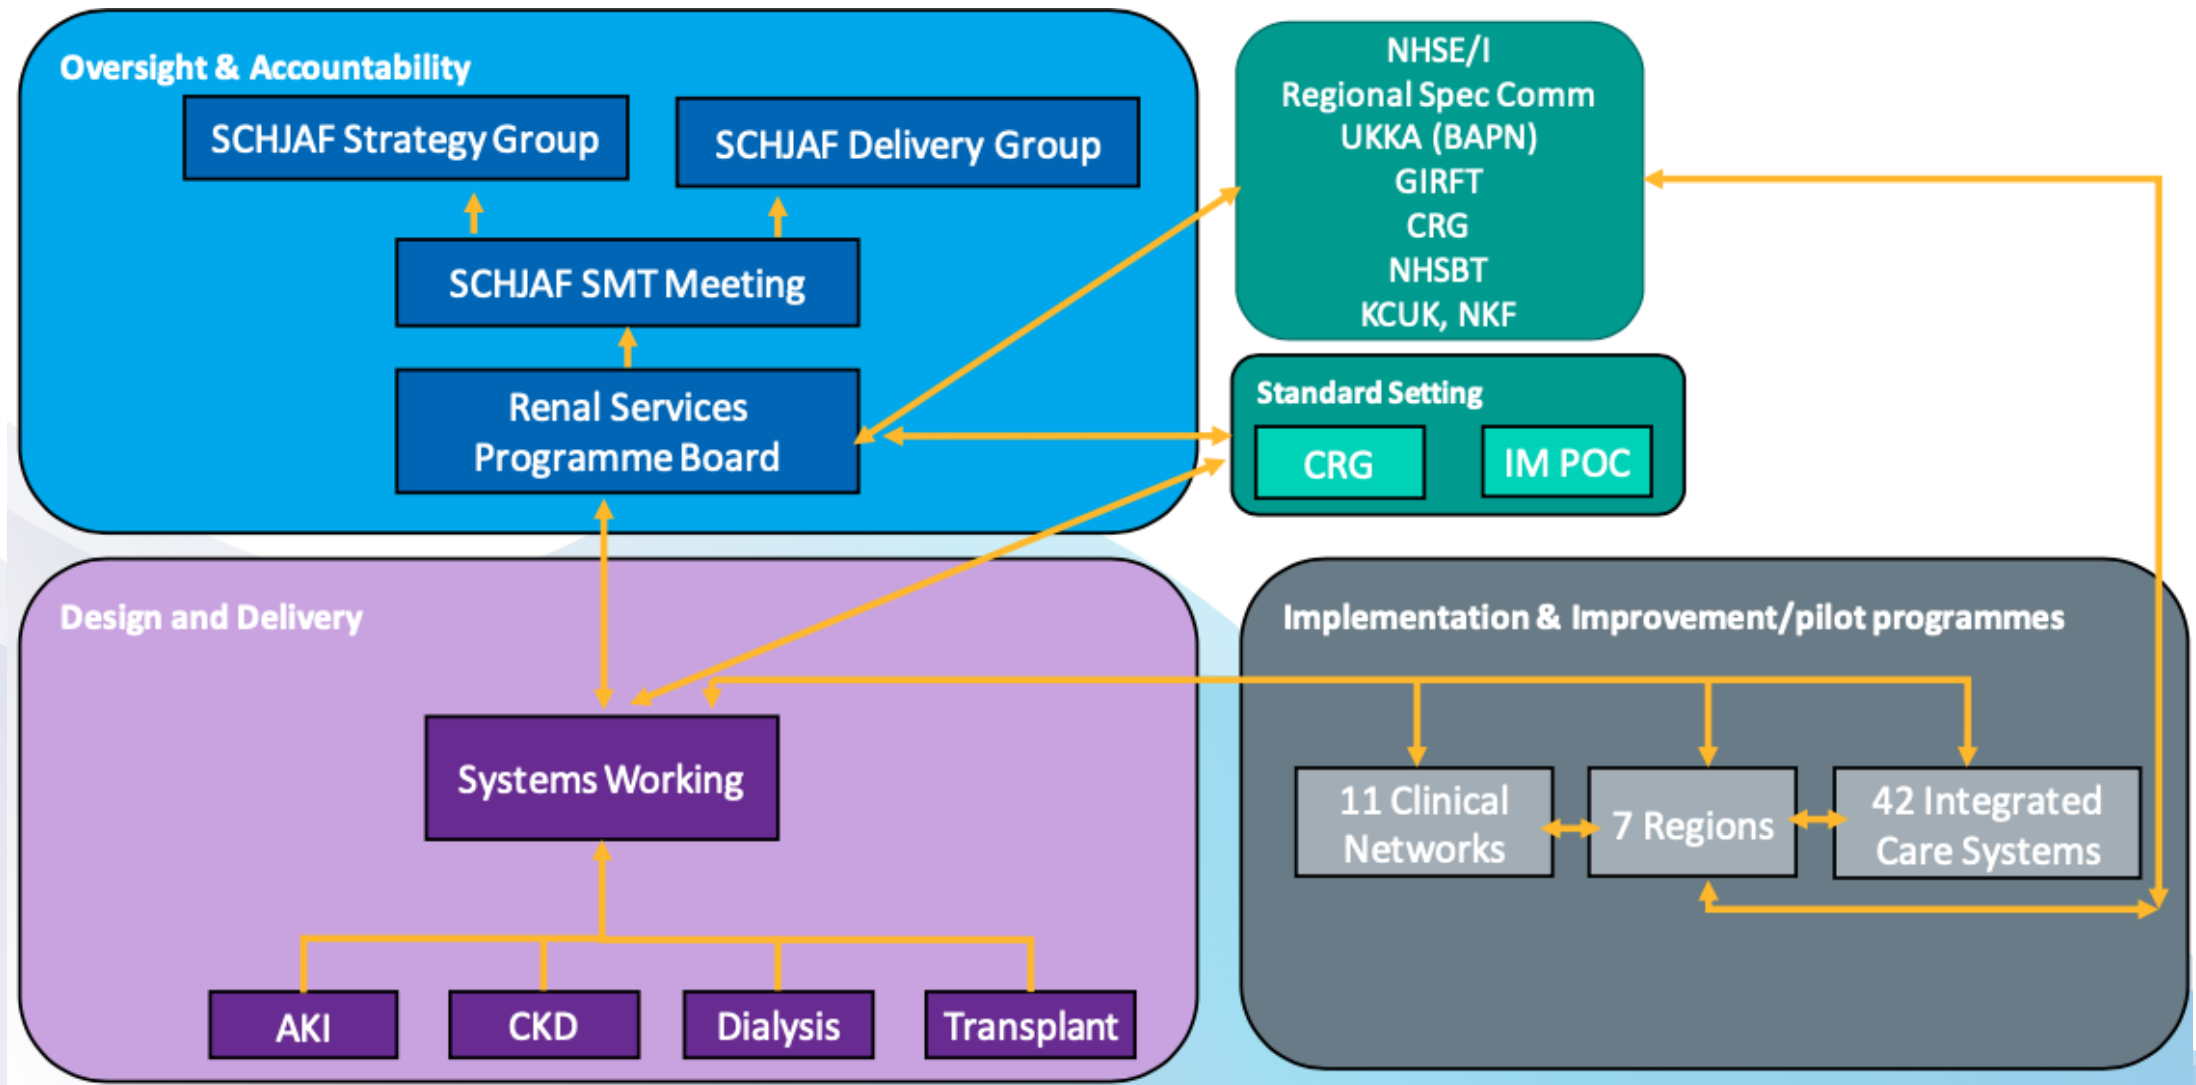 Oversight & Accountability
SCHJAF Strategy Group
SCHJAF Delivery Group
SCHJAF SMT Meeting
Renal Services
Programme Board
NHSE/I
Regional Spec Comm
UKKA (BAPN)
GIRFT
CRG
NHSBT
KCUK, NKF
Standard Setting
CRG
IM POC
Design and Delivery
Systems Working
AKI
CKD
Dialysis
Transplant
Implementation & Improvement/pilot programmes
11 Clinical
Networks
7 Regions
42 Integrated
Care Systems